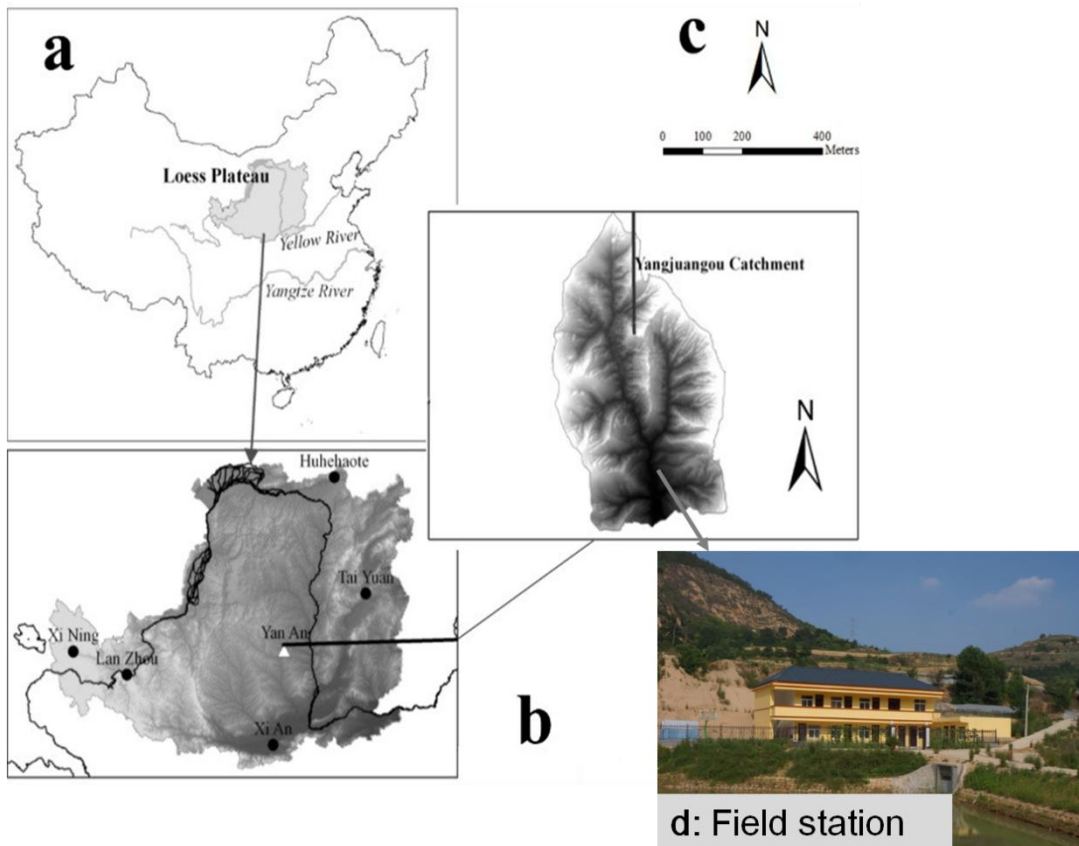 a
Loess Plateau
Yellow River
Yangtze River
c
N
0 100 200 400
Meters
Yangjuangou Catchment
N
Huhehaote
Tai Yuan
Yan An
Xi Ning
Lan Zhou
Xi An
b
d: Field station